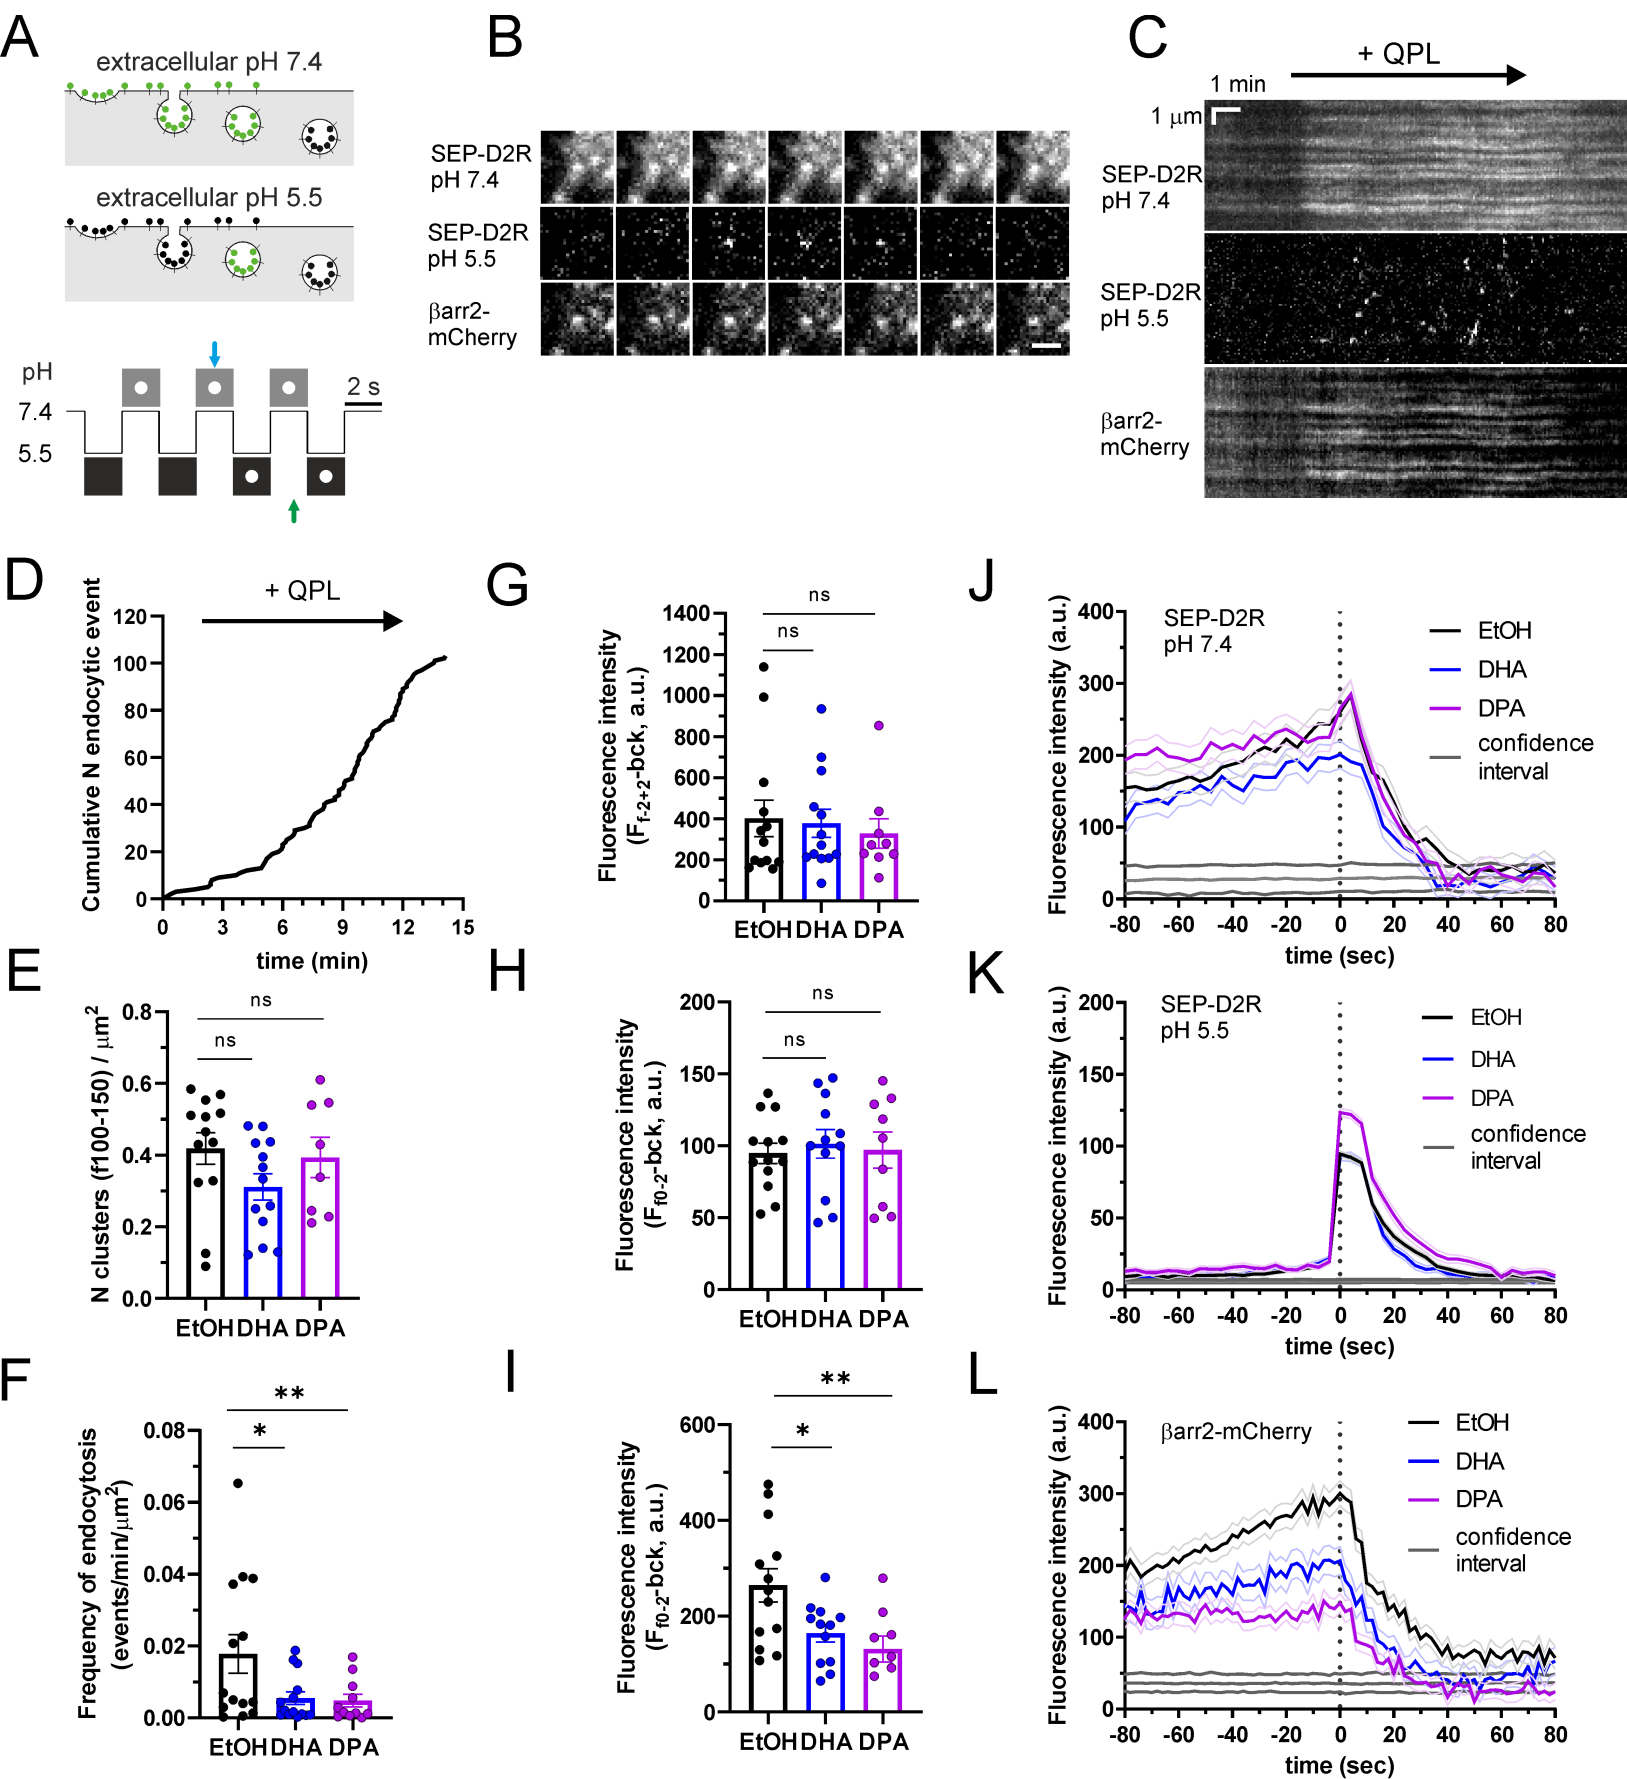 A
extracellular pH 7.4
extracellular pH 5.5
pH
7.4
5.5
2 s
B
SEP-D2R
pH 7.4
SEP-D2R
pH 5.5
βarr2-
mCherry
C
+ QPL
1 min
1 μm
SEP-D2R
pH 7.4
SEP-D2R
pH 5.5
βarr2-
mCherry
D
+ QPL
Cumulative N endocytic event
120
100
80
60
40
20
0
0 3 6 9 12 15
time (min)
E
N clusters (f100-150) / μm2
ns
ns
0.8
0.6
0.4
0.2
0.0
EtOH DHA DPA
F
Frequency of endocytosis
(events/min/μm2)
**
*
0.08
0.06
0.04
0.02
0.00
EtOH DHA DPA
G
Fluorescence intensity
(Ff-2+2-bck, a.u.)
ns
ns
1400
1200
1000
800
600
400
200
0
EtOH DHA DPA
H
Fluorescence intensity
(Ff0-2-bck, a.u.)
ns
ns
200
150
100
50
0
EtOH DHA DPA
I
Fluorescence intensity
(Ff0-2-bck, a.u.)
**
*
600
400
200
0
EtOH DHA DPA
J
Fluorescence intensity (a.u.)
SEP-D2R
pH 7.4
EtOH
DHA
DPA
confidence
interval
400
300
200
100
0
-80 -60 -40 -20 0 20 40 60 80
time (sec)
K
Fluorescence intensity (a.u.)
SEP-D2R
pH 5.5
EtOH
DHA
DPA
confidence
interval
200
150
100
50
0
-80 -60 -40 -20 0 20 40 60 80
time (sec)
L
Fluorescence intensity (a.u.)
βarr2-mCherry
EtOH
DHA
DPA
confidence
interval
400
300
200
100
0
-80 -60 -40 -20 0 20 40 60 80
time (sec)